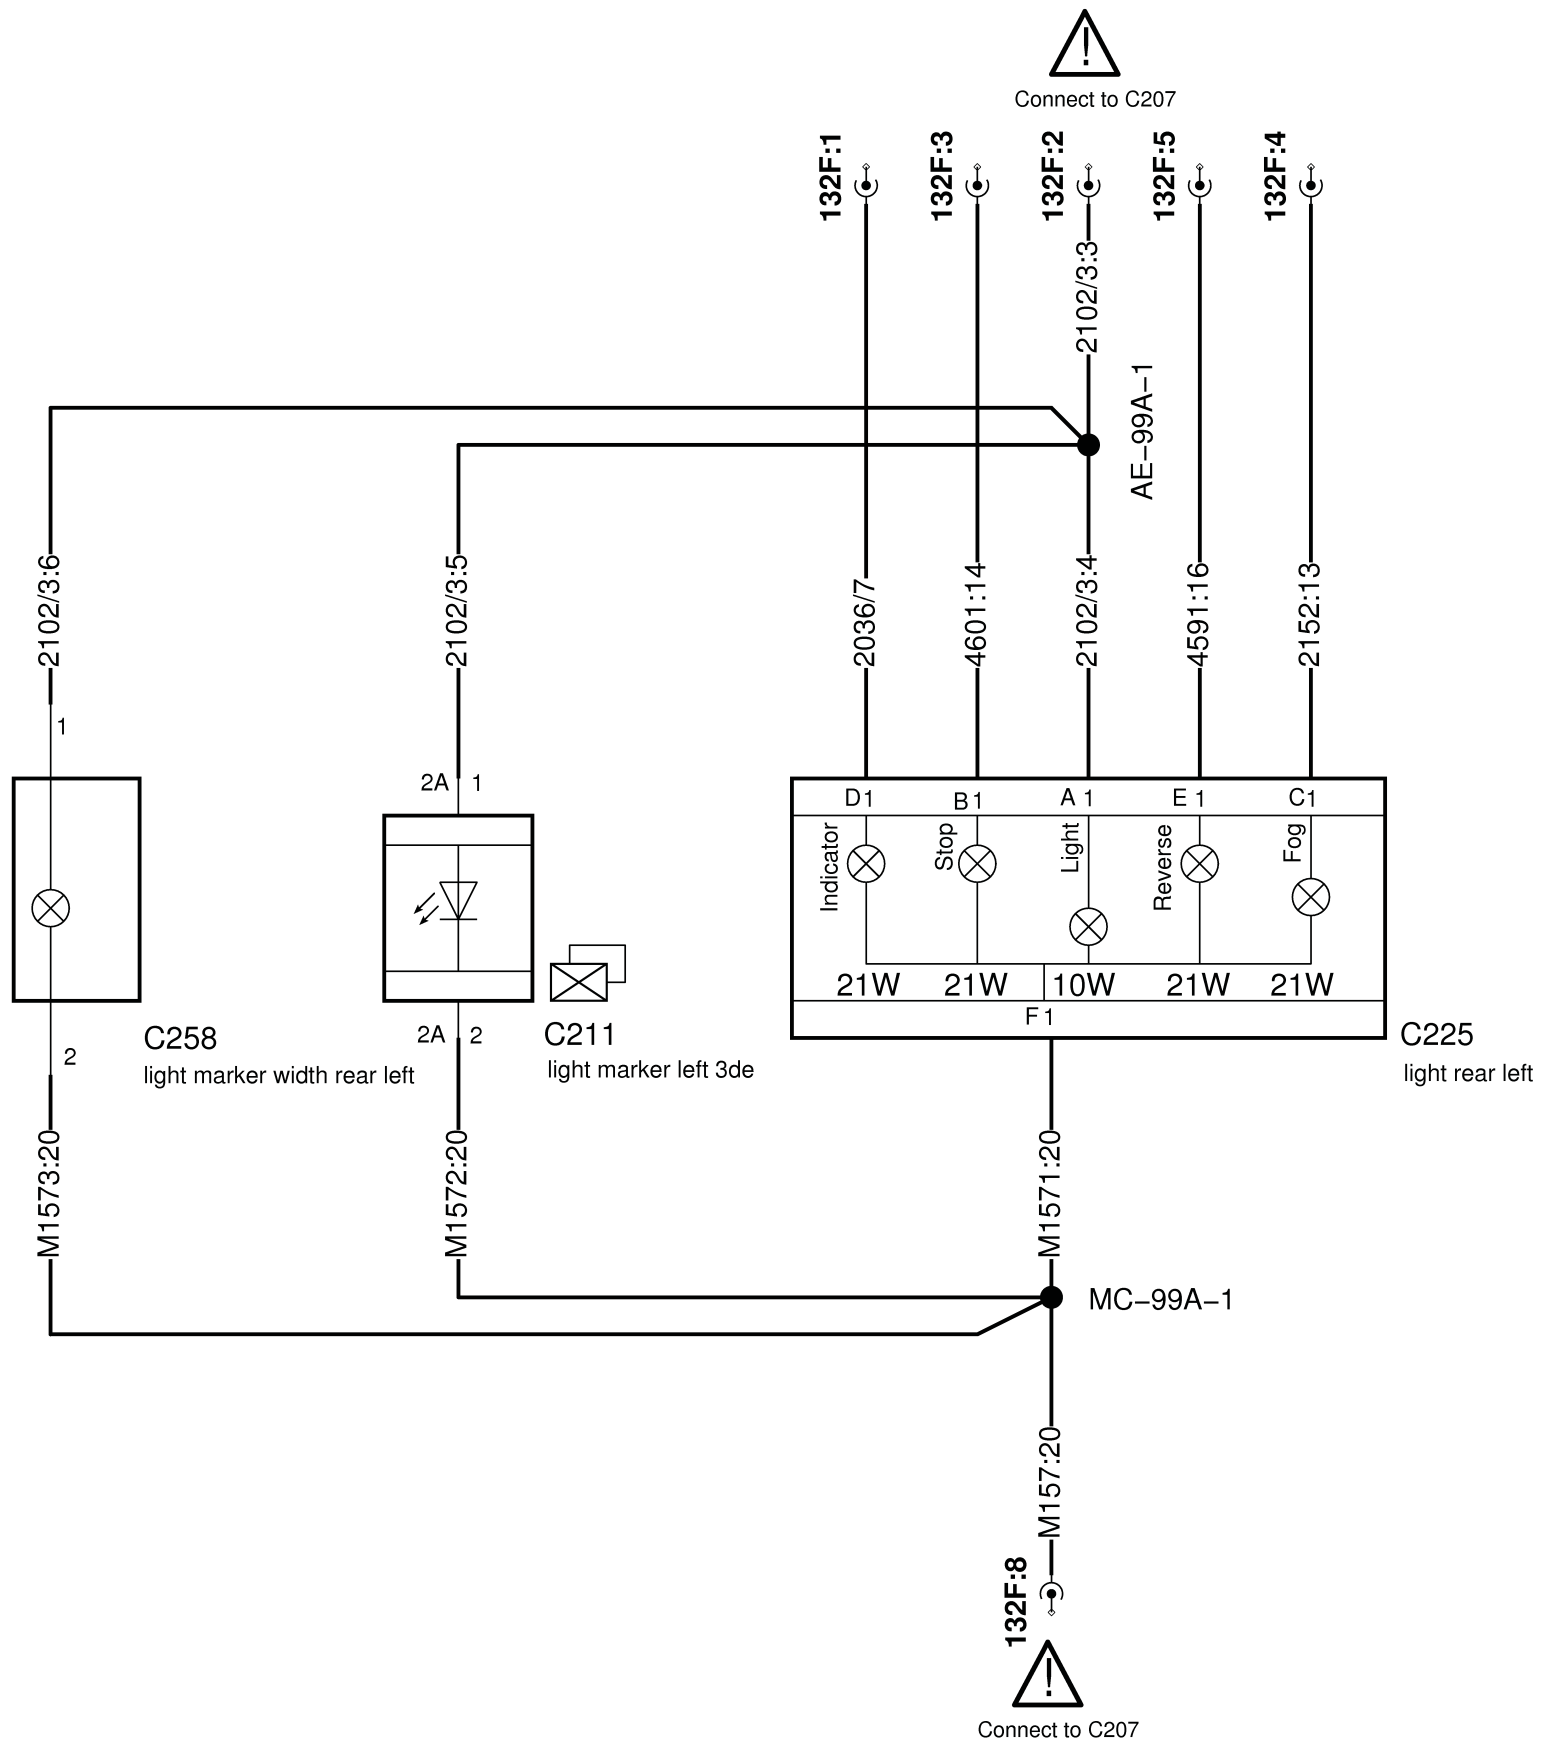 !
Connect to C207
132F:1
132F:3
132F:2
132F:5
132F:4
2102/3:3
AE–99A–1
2102/3:6
2102/3:5
2036/7
4601:14
2102/3:4
4591:16
2152:13
1
2A 1
D1 B1 A1 E1 C1
Indicator
Stop
Light
Reverse
Fog
21W 21W 10W 21W 21W
F1
C258
light marker width rear left
2
2A 2
C211
light marker left 3de
C225
light rear left
M1573:20
M1572:20
M1571:20
MC–99A–1
M157:20
132F:8
!
Connect to C207